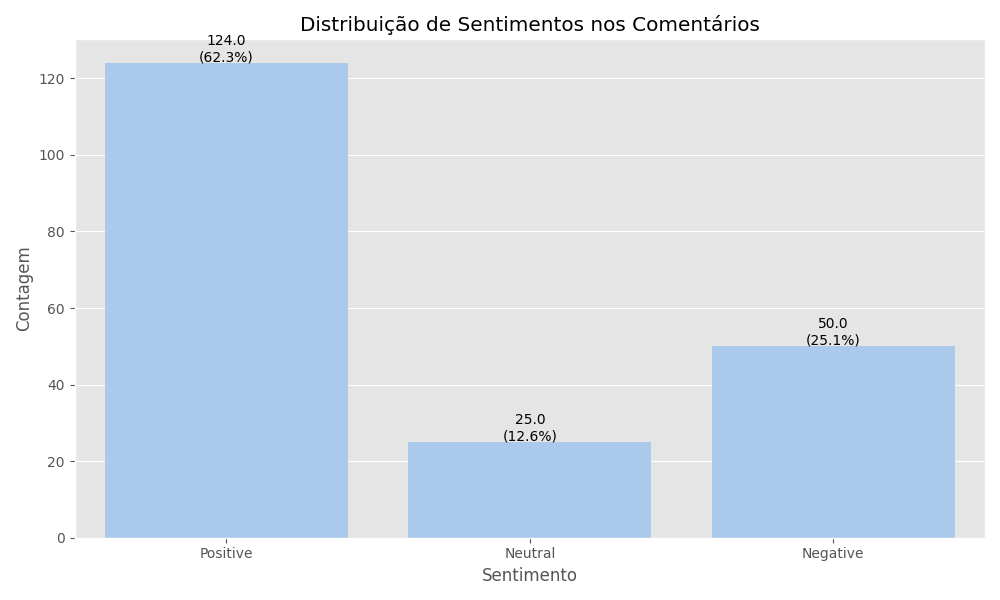 Distribuição de Sentimentos nos Comentários
124.0
(62.3%)
120
100
80
60
40
20
0
Contagem
50.0
(25.1%)
25.0
(12.6%)
Positive
Neutral
Negative
Sentimento